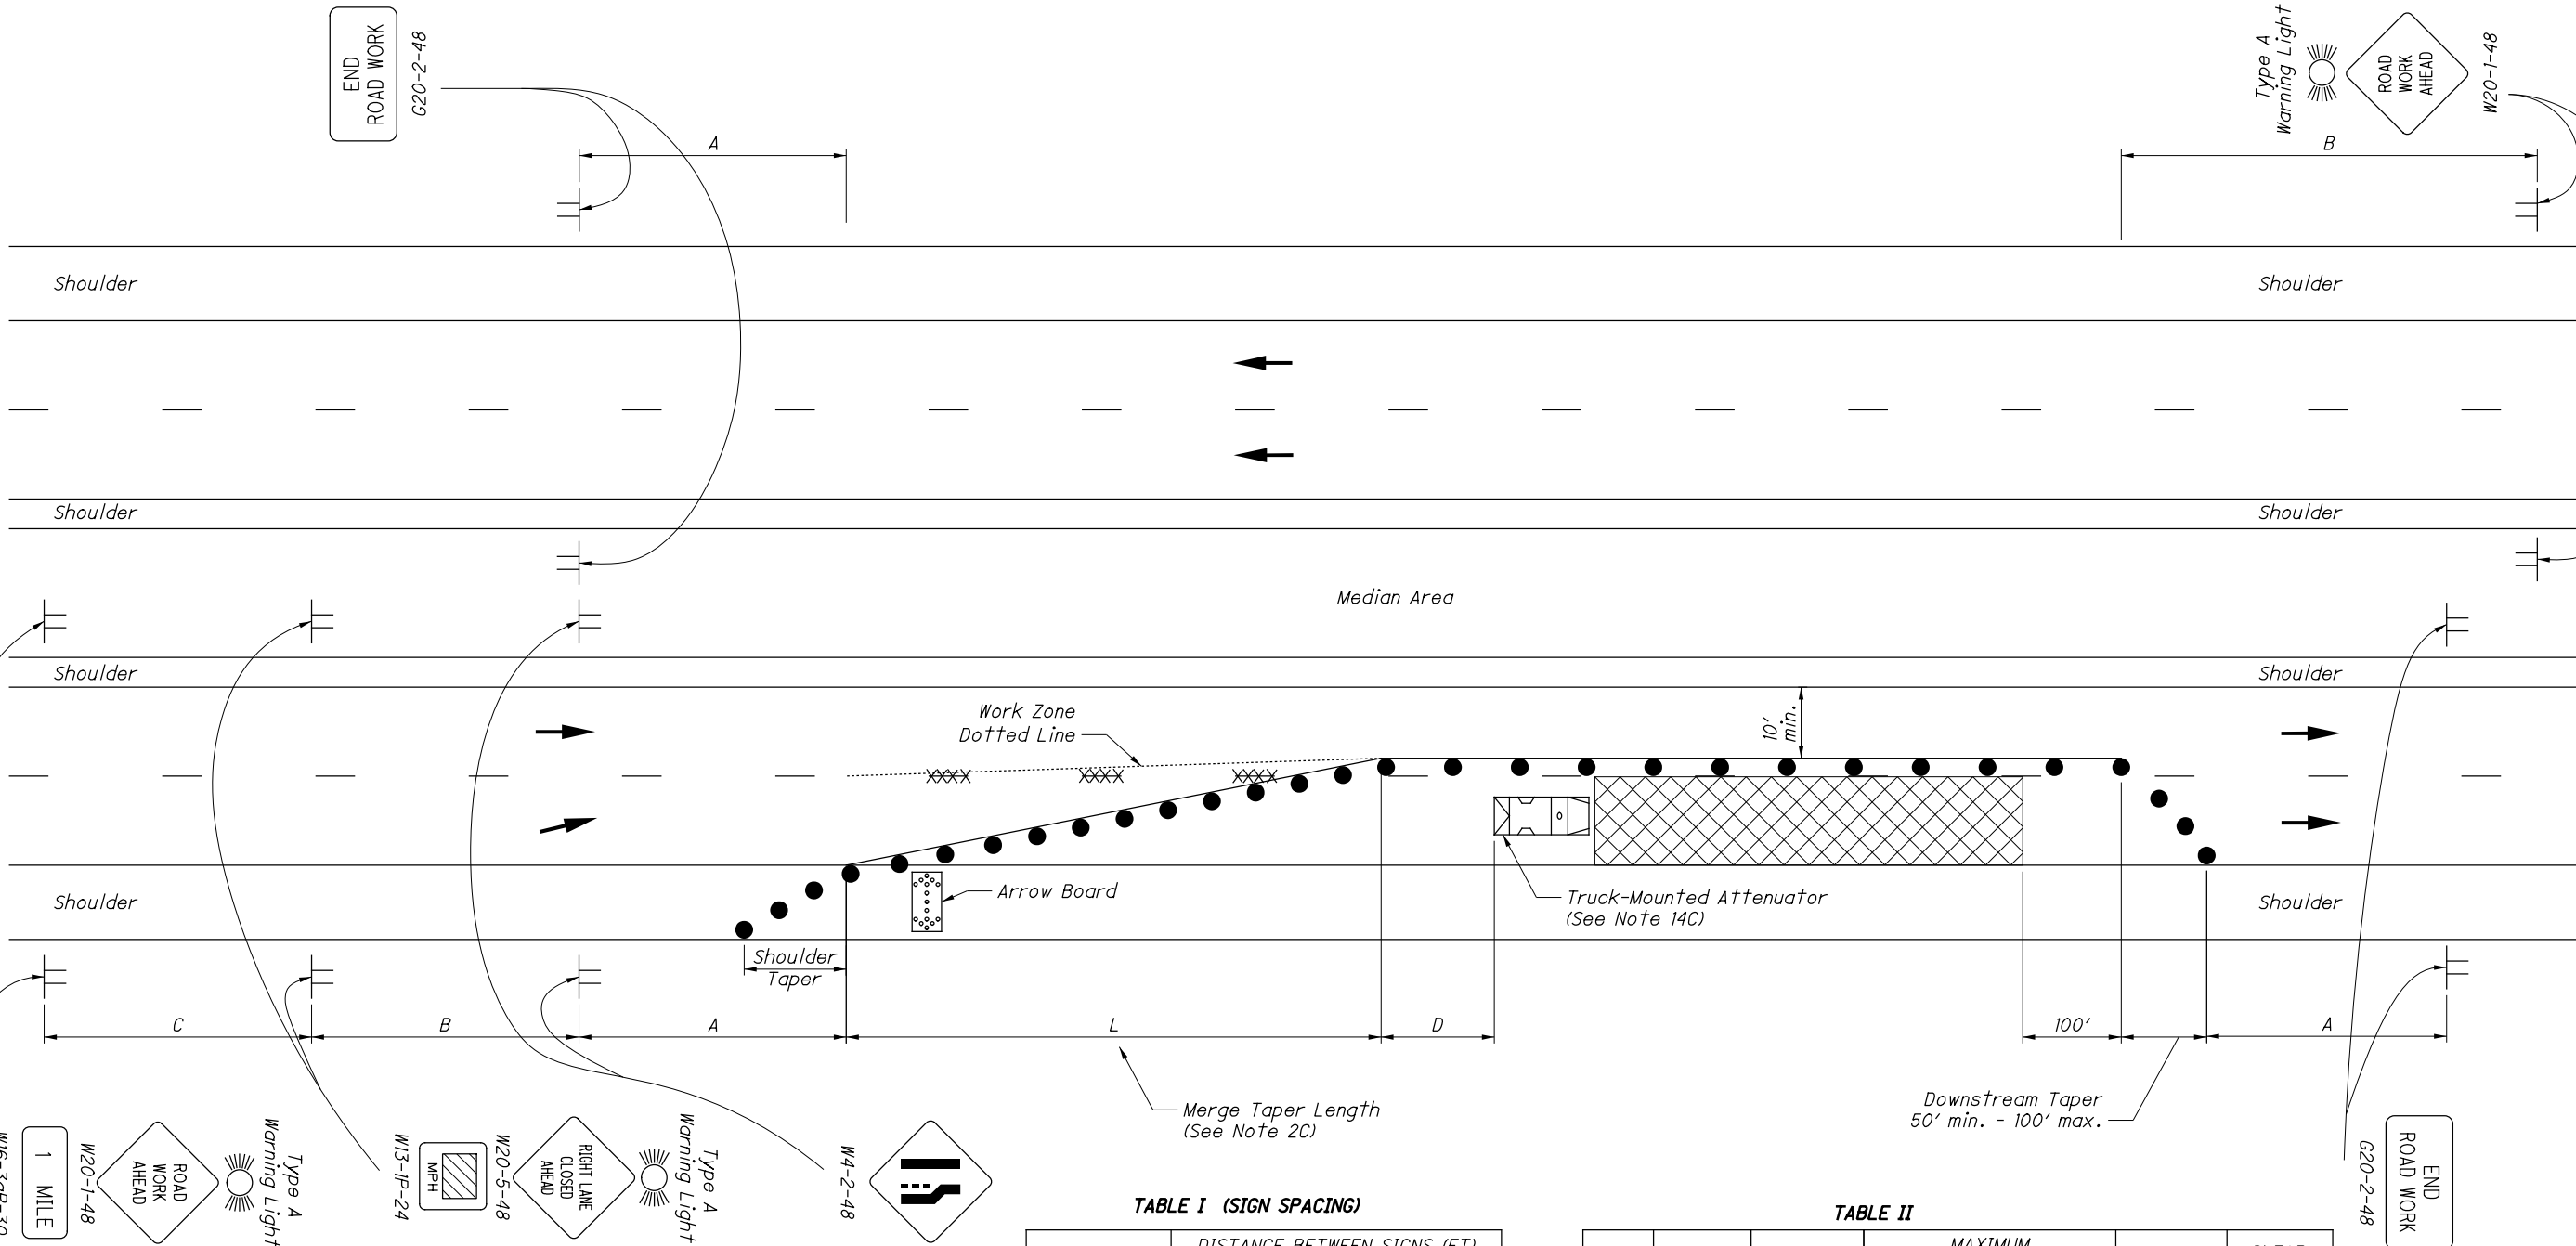 END
ROAD WORK
G20-2-48
Type A
Warning Light
ROAD
WORK
AHEAD
W20-1-48
A
B
Shoulder
Shoulder
Shoulder
Shoulder
Median Area
Shoulder
Shoulder
Work Zone
Dotted Line
10'
min.
Arrow Board
Truck-Mounted Attenuator
(See Note 14C)
Shoulder
Shoulder
Shoulder
Taper
C
B
A
L
D
100'
A
Merge Taper Length
(See Note 2C)
Downstream Taper
50' min. - 100' max.
1 MILE
W20-1-48
ROAD
WORK
AHEAD
Type A
Warning Light
W13-1P-24
MPH
W20-5-48
RIGHT LANE
CLOSED
AHEAD
Type A
Warning Light
W4-2-48
G20-2-48
END
ROAD WORK
TABLE I (SIGN SPACING)
TABLE II
DISTANCE BETWEEN SIGNS (FT)
MAXIMUM